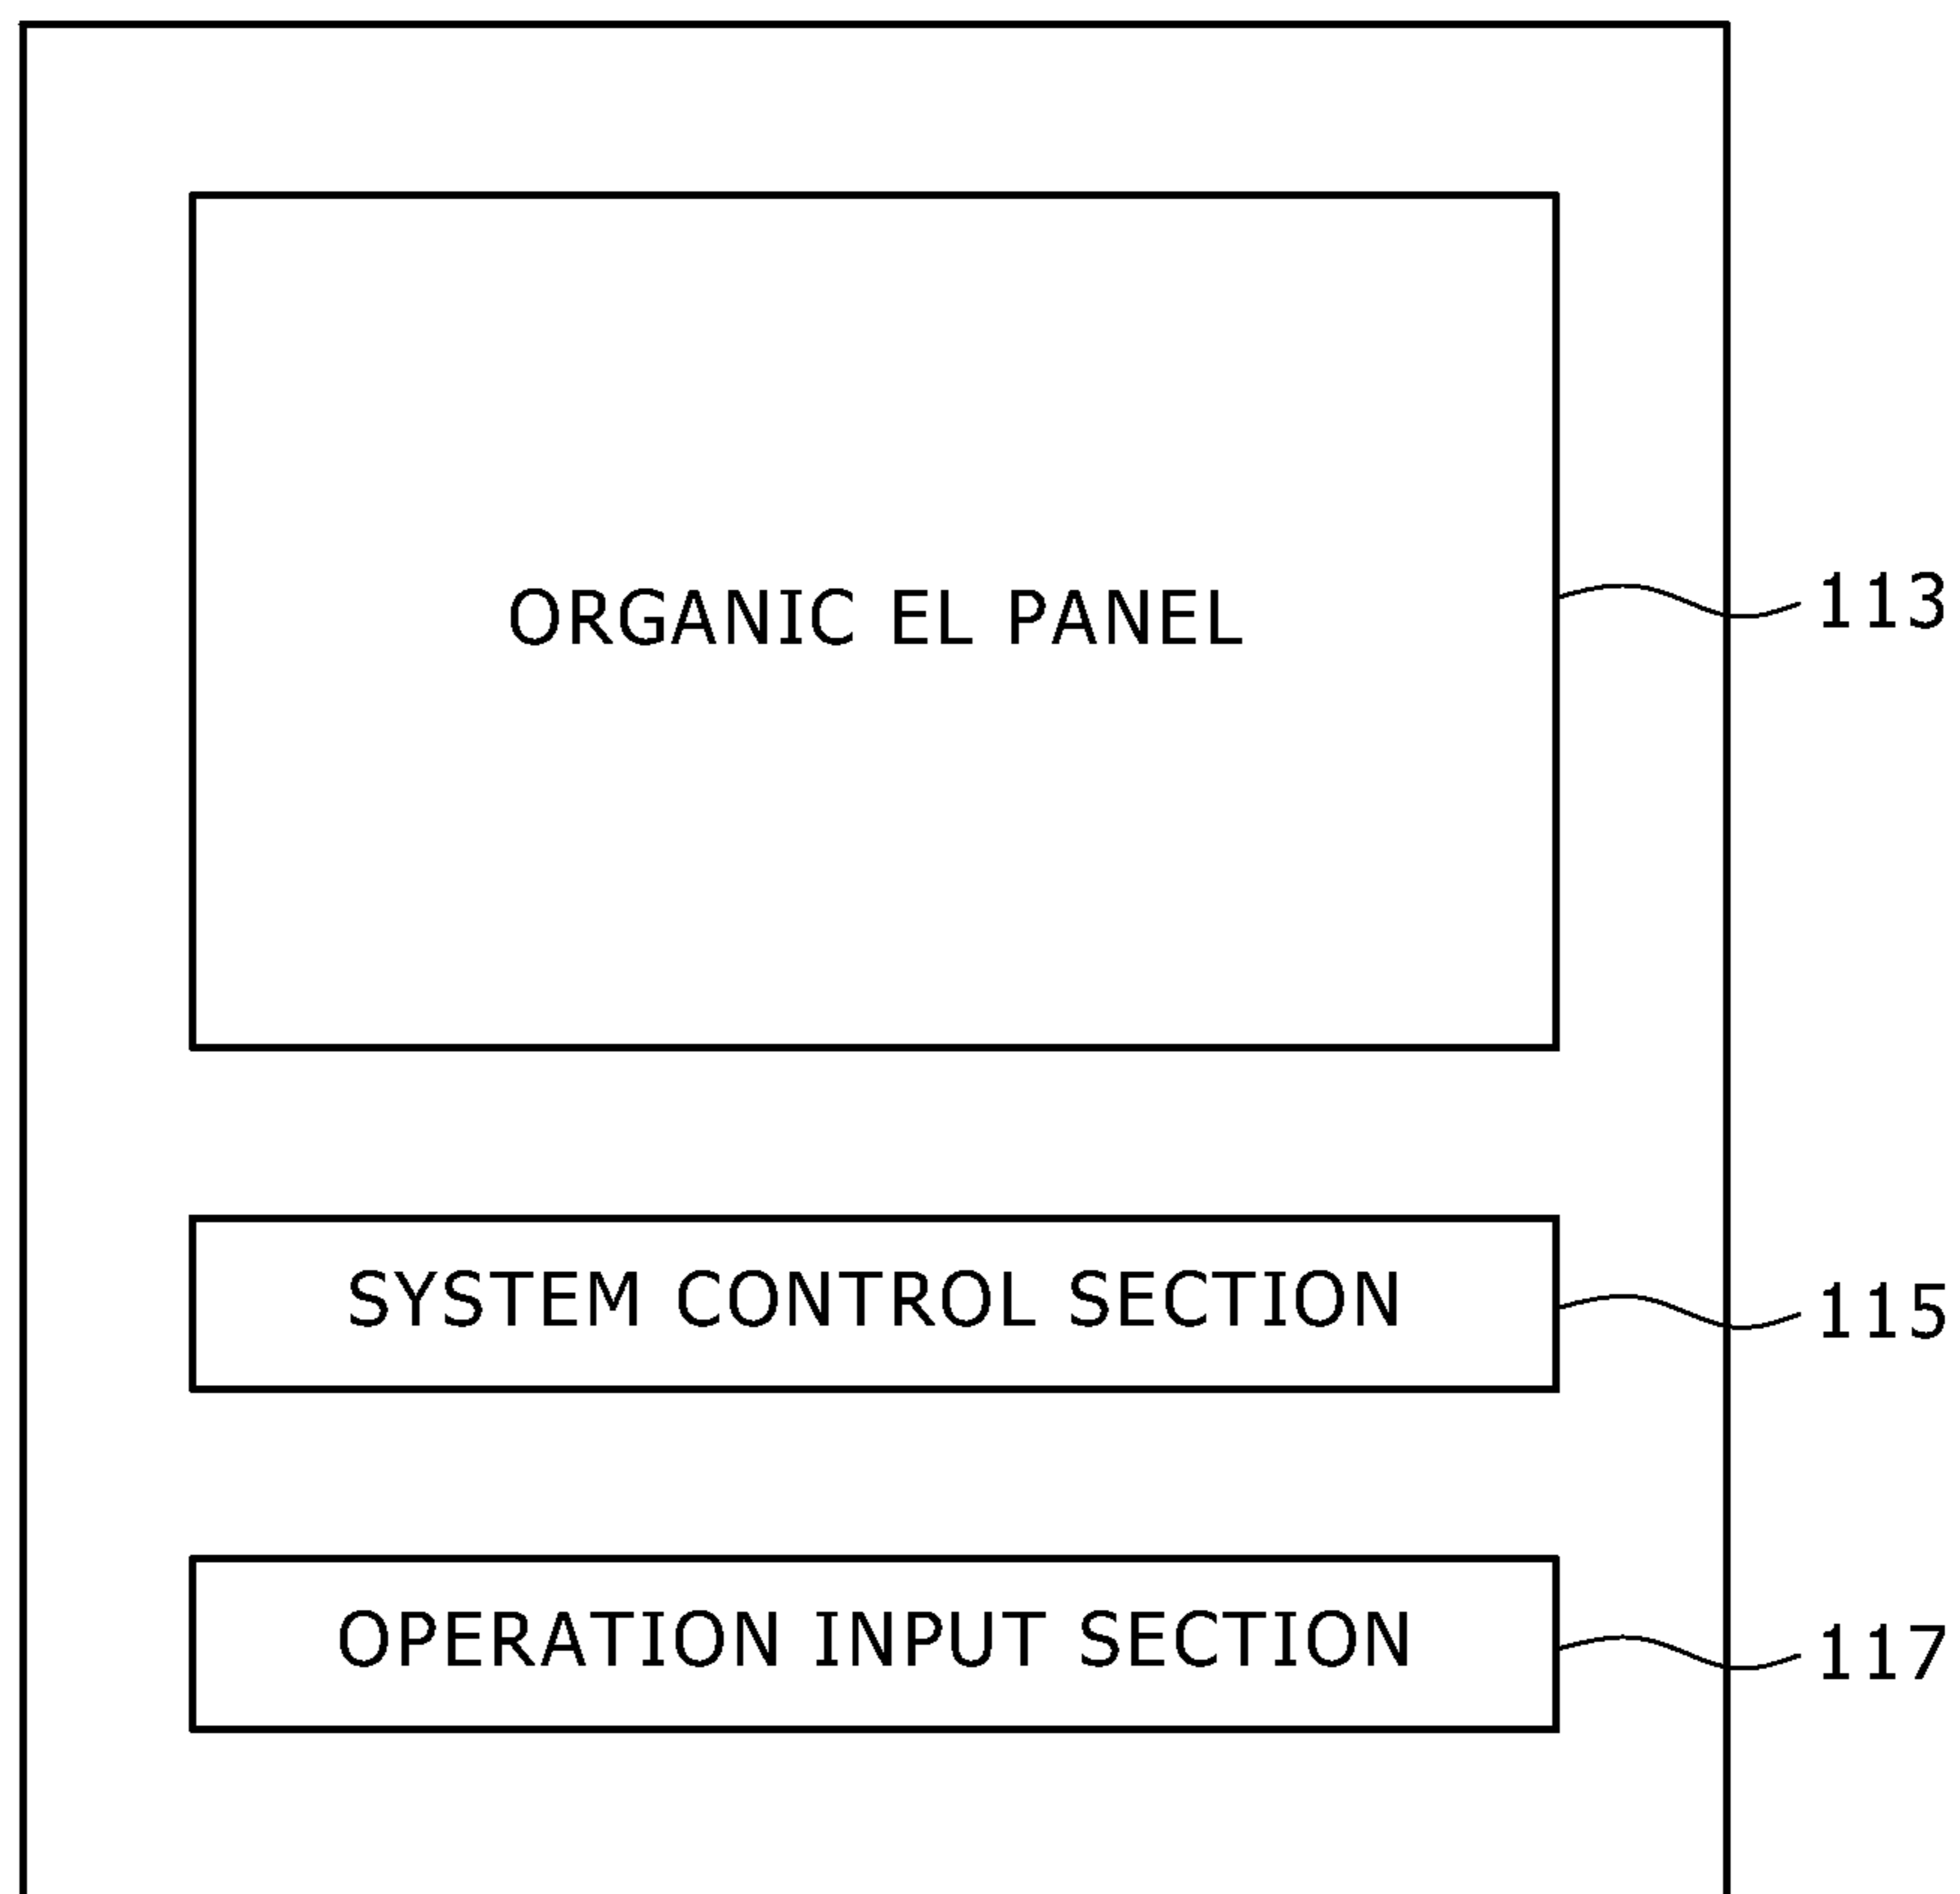 ORGANIC EL PANEL
113
SYSTEM CONTROL SECTION
115
OPERATION INPUT SECTION
117